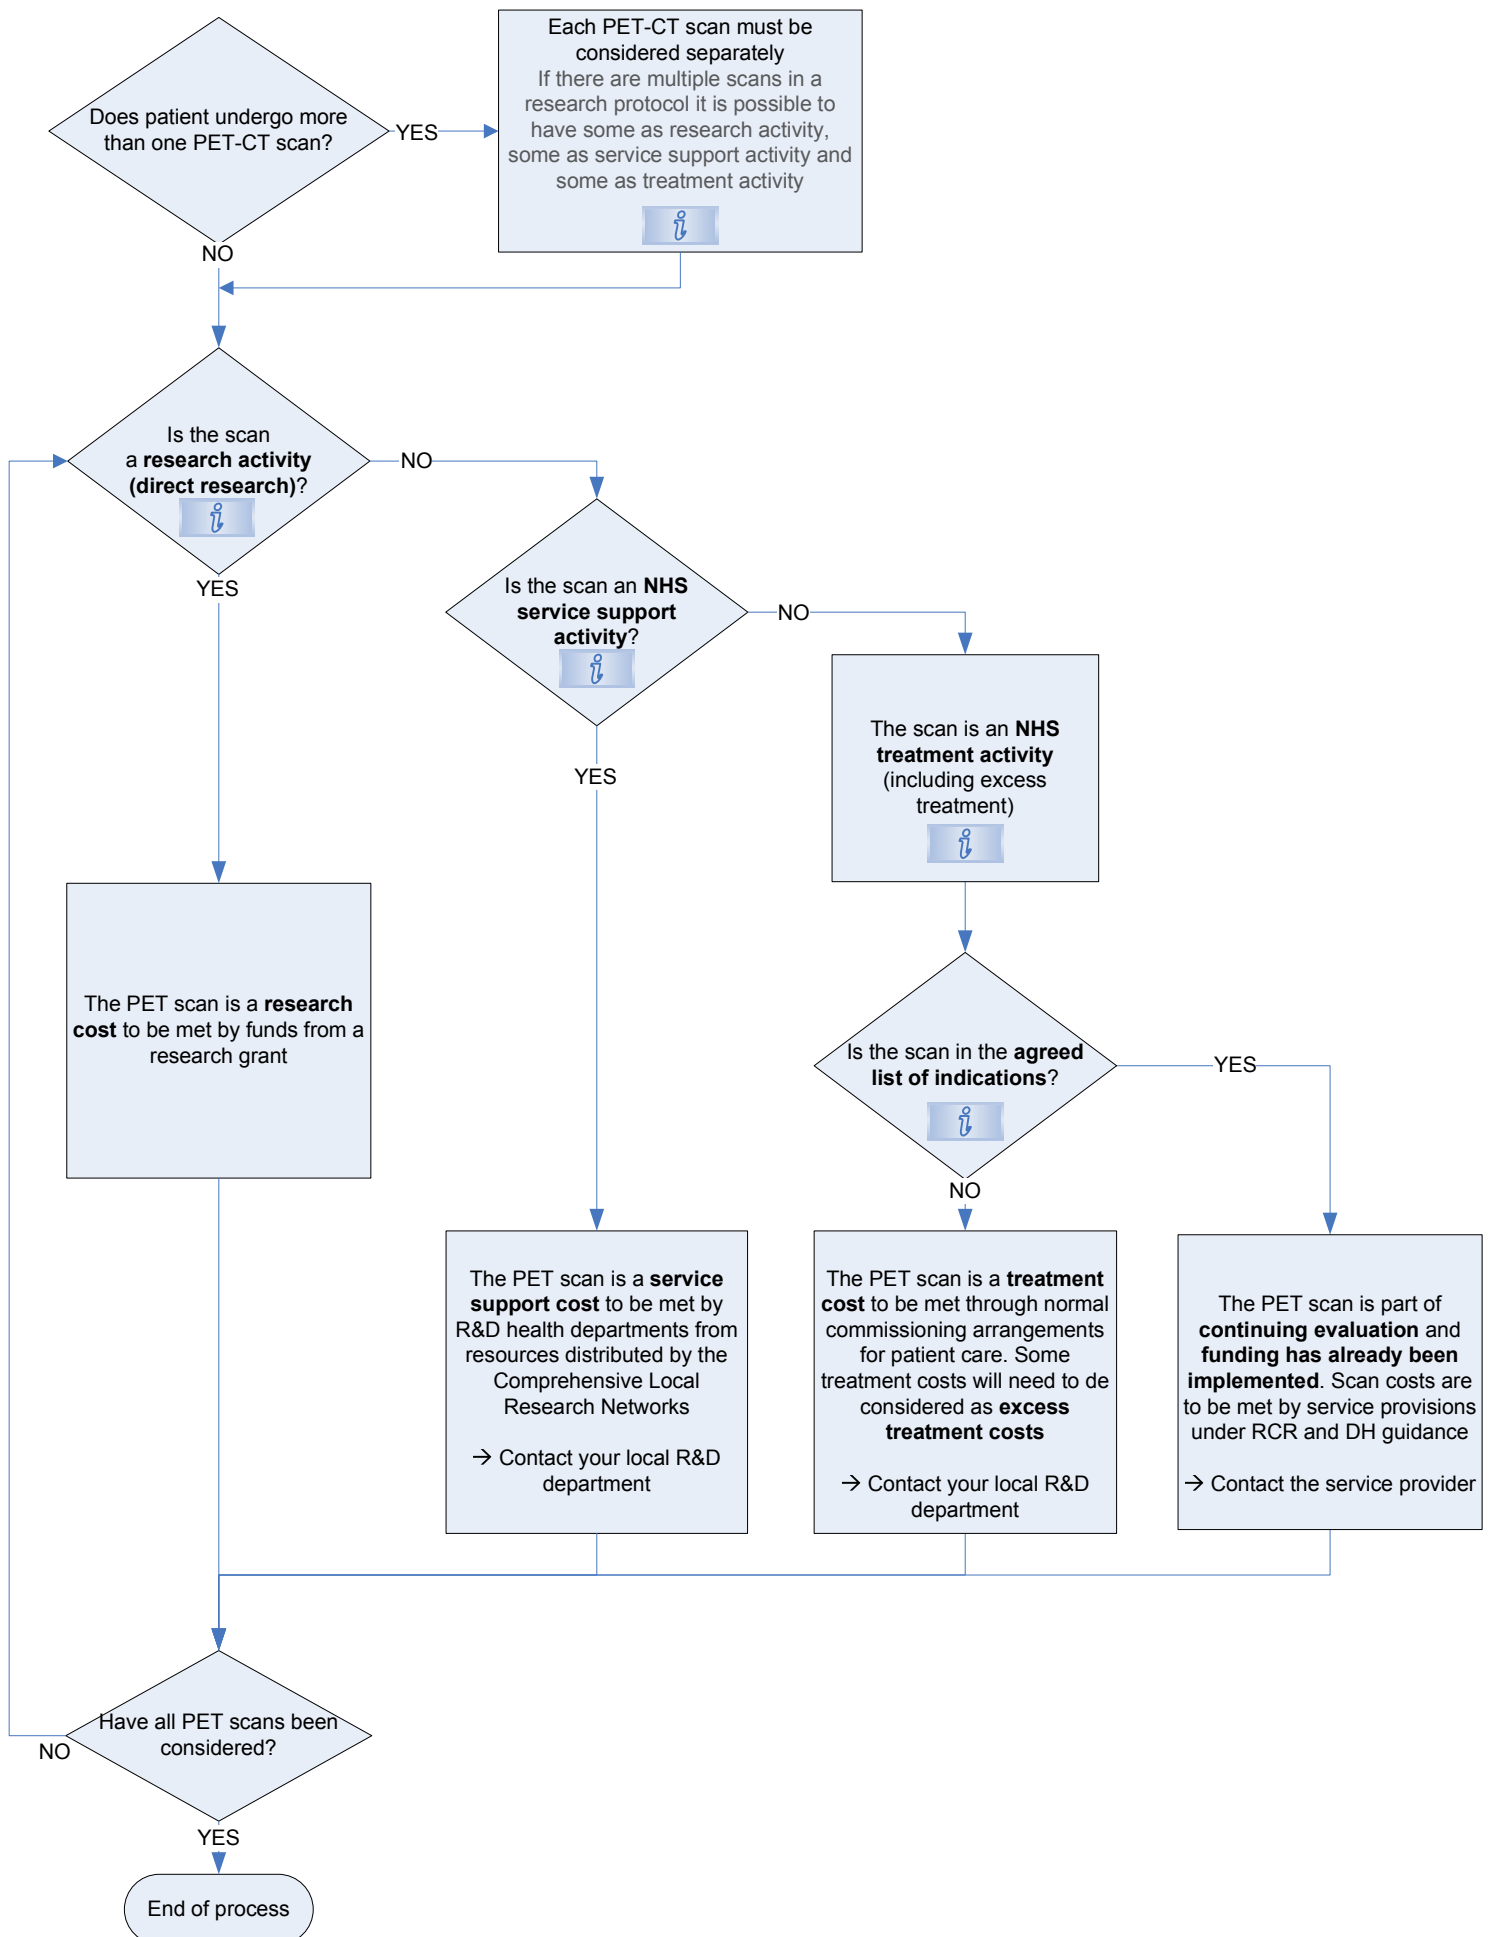 Does patient undergo more
than one PET-CT scan?
YES
Each PET-CT scan must be
considered separately
If there are multiple scans in a
research protocol it is possible to
have some as research activity,
some as service support activity and
some as treatment activity
i
NO
Is the scan
a research activity
(direct research)?
i
NO
YES
Is the scan an NHS
service support
activity?
i
NO
YES
The scan is an NHS
treatment activity
(including excess
treatment)
i
The PET scan is a research
cost to be met by funds from a
research grant
Is the scan in the agreed
list of indications?
i
YES
NO
The PET scan is a service
support cost to be met by
R&D health departments from
resources distributed by the
Comprehensive Local
Research Networks
→ Contact your local R&D
department
The PET scan is a treatment
cost to be met through normal
commissioning arrangements
for patient care. Some
treatment costs will need to de
considered as excess
treatment costs
→ Contact your local R&D
department
The PET scan is part of
continuing evaluation and
funding has already been
implemented. Scan costs are
to be met by service provisions
under RCR and DH guidance
→ Contact the service provider
Have all PET scans been
considered?
NO
YES
End of process